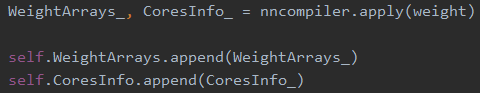 WeightArrays_, CoresInfo_ = nncompiler.apply(weight)
self.WeightArrays.append(WeightArrays_)
self.CoresInfo.append(CoresInfo_)